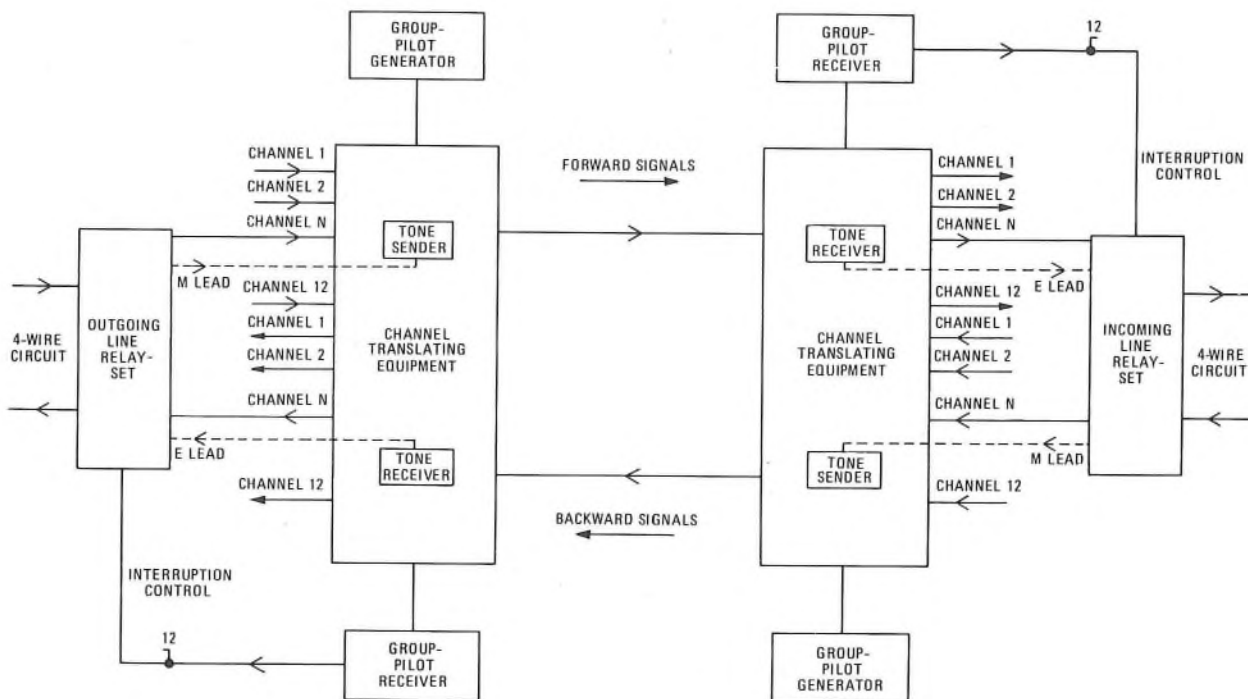 GROUP-
PILOT
GENERATOR
GROUP-
PILOT
RECEIVER
12
CHANNEL 1
CHANNEL 2
CHANNEL N
M LEAD
TONE
SENDER
CHANNEL 12
CHANNEL 1
CHANNEL 2
CHANNEL N
E LEAD
TONE
RECEIVER
CHANNEL 12
CHANNEL
TRANSLATING
EQUIPMENT
4-WIRE
CIRCUIT
OUTGOING
LINE
RELAY-
SET
INTERRUPTION
CONTROL
12
GROUP-
PILOT
RECEIVER
FORWARD SIGNALS
BACKWARD SIGNALS
TONE
RECEIVER
CHANNEL
TRANSLATING
EQUIPMENT
TONE
SENDER
CHANNEL 1
CHANNEL 2
CHANNEL N
E LEAD
CHANNEL 12
CHANNEL 1
CHANNEL 2
CHANNEL N
M LEAD
CHANNEL 12
INTERRUPTION
CONTROL
INCOMING
LINE
RELAY-
SET
4-WIRE
CIRCUIT
GROUP-
PILOT
GENERATOR